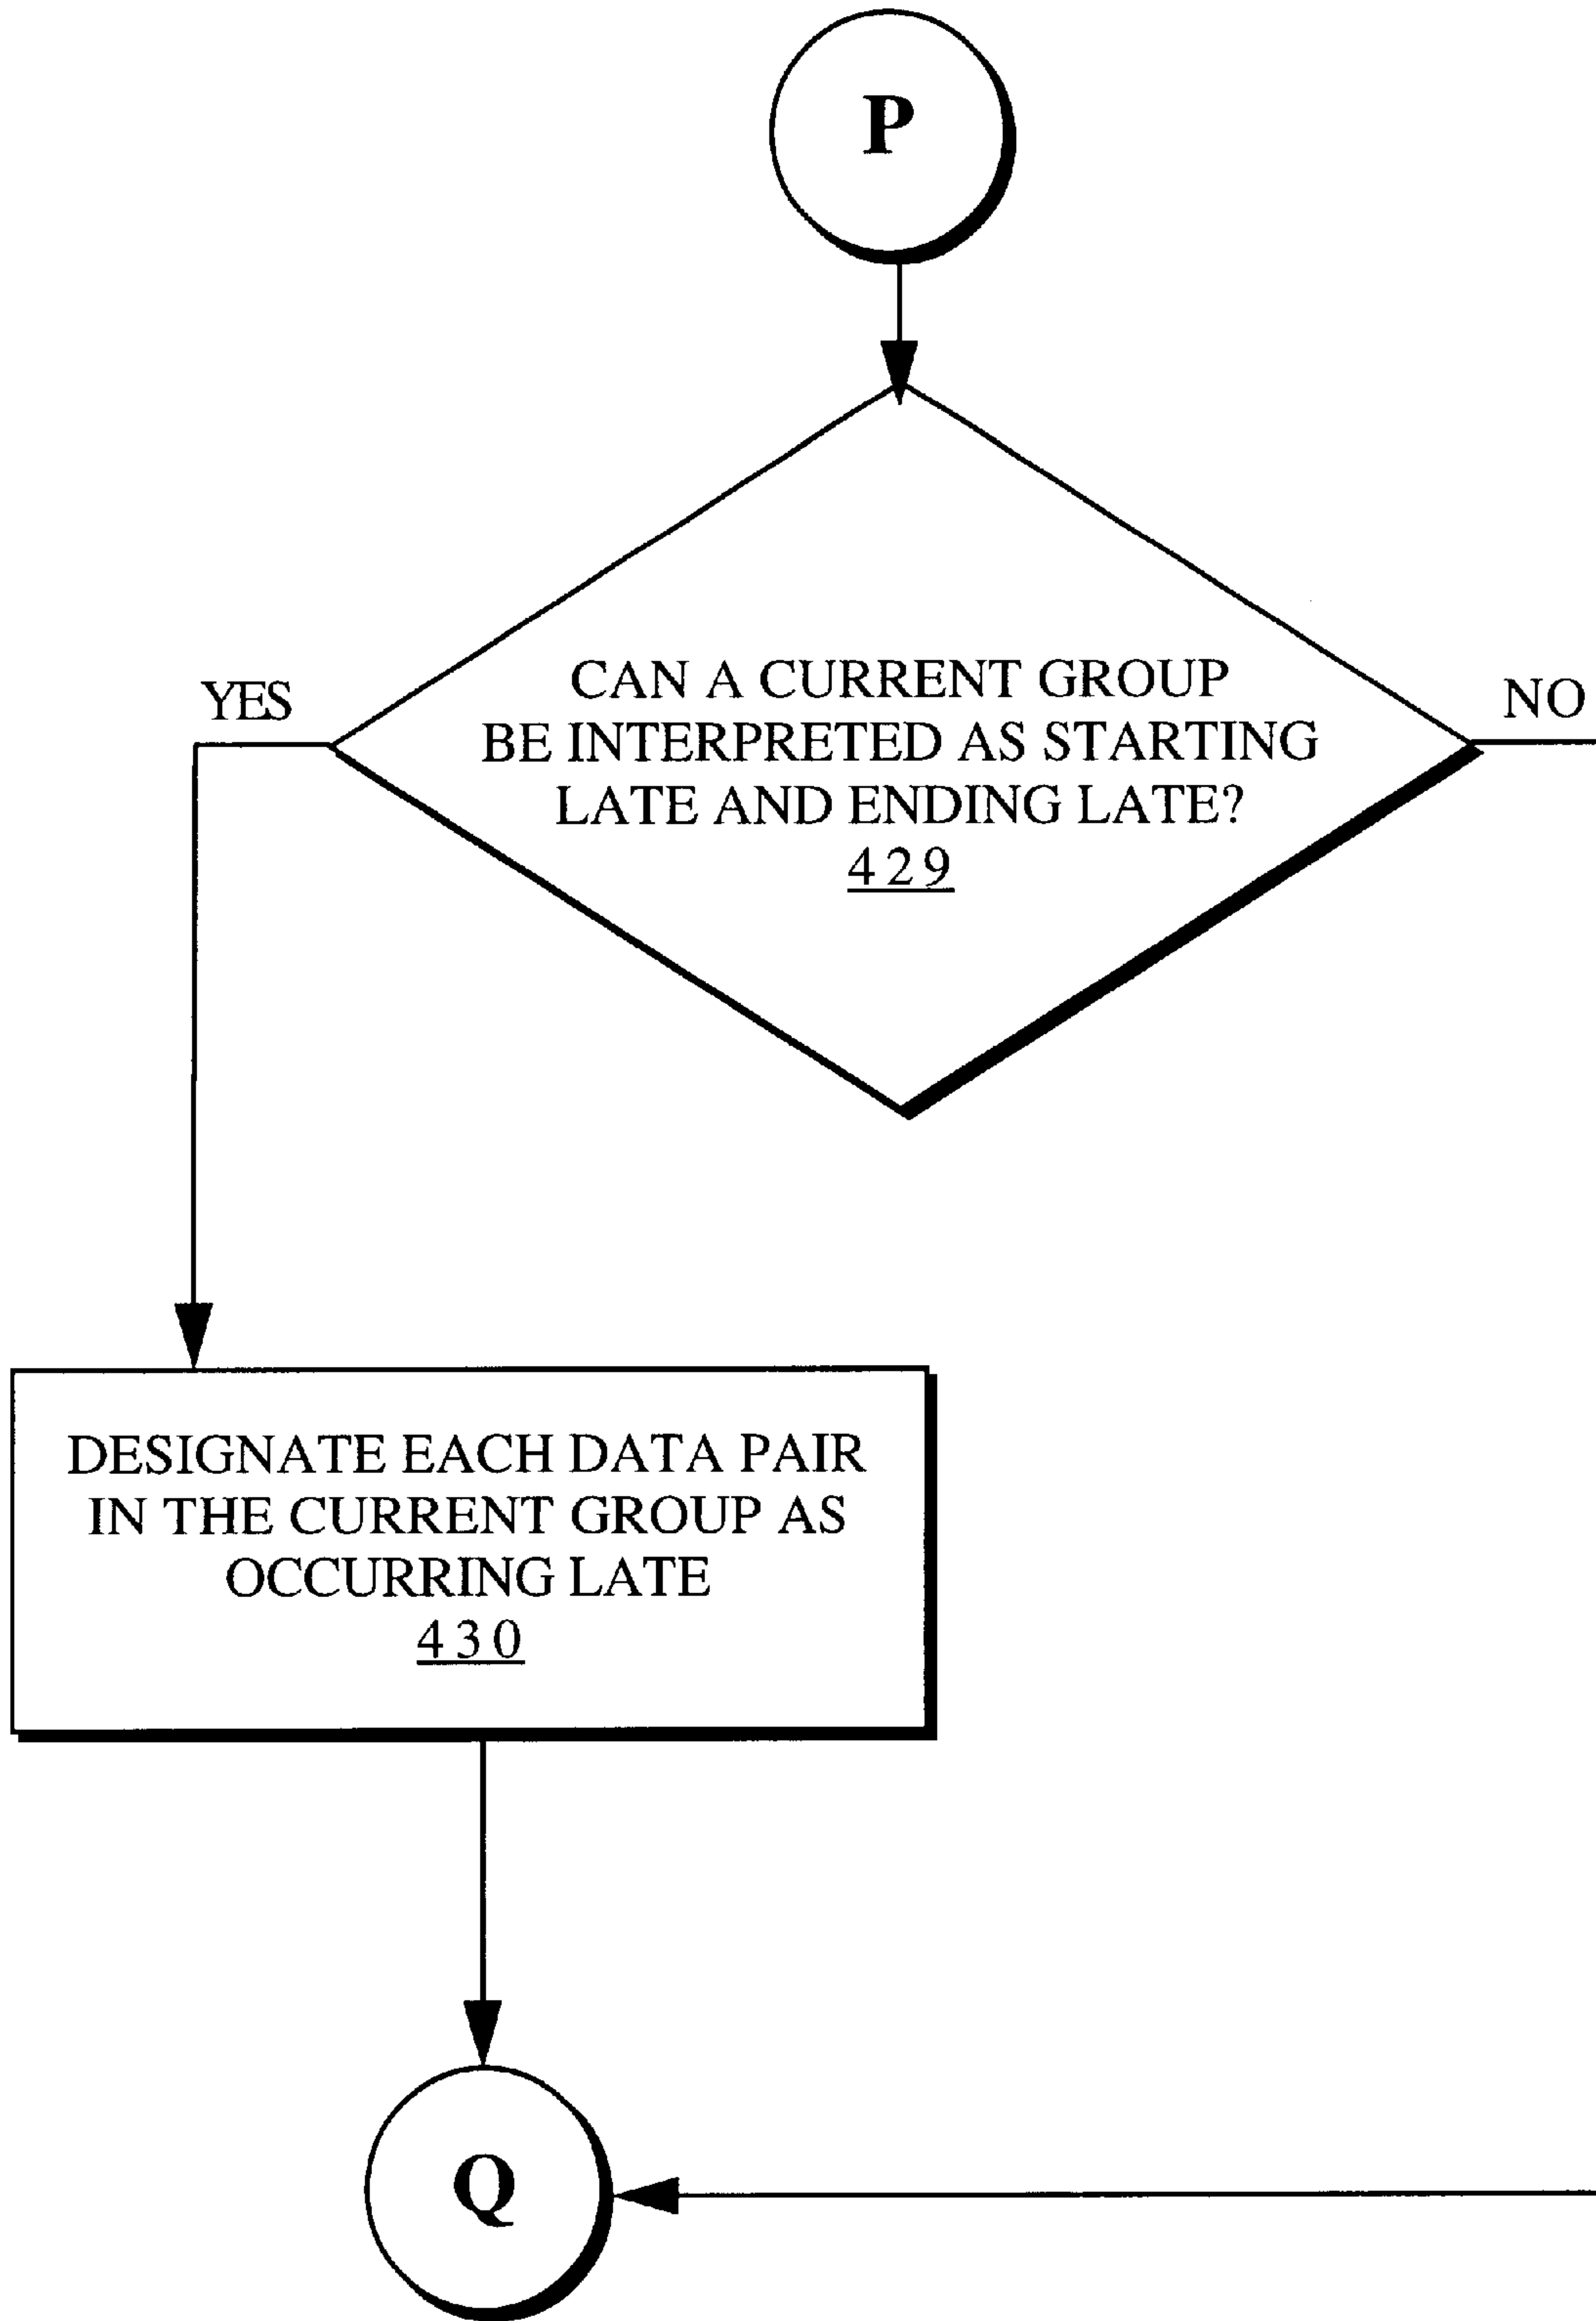 P
CAN A CURRENT GROUP
BE INTERPRETED AS STARTING
LATE AND ENDING LATE?
429
YES
NO
DESIGNATE EACH DATA PAIR
IN THE CURRENT GROUP AS
OCCURRING LATE
430
Q